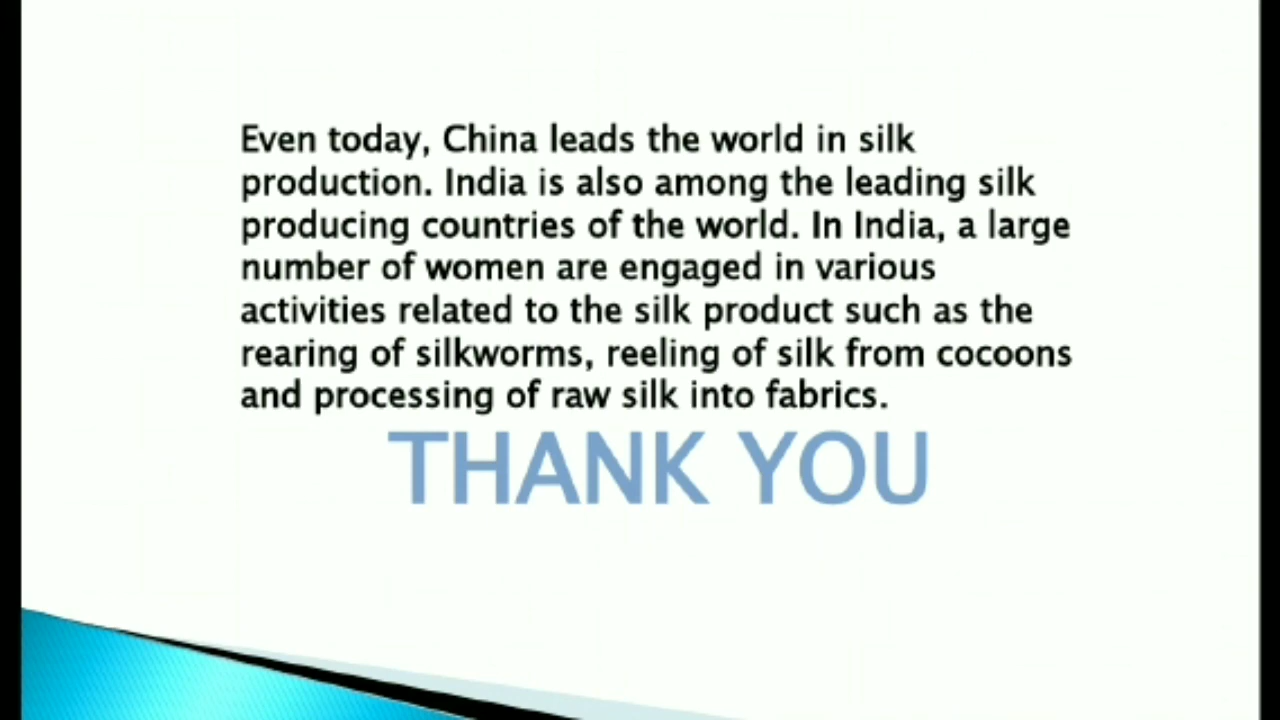 Even today, China leads the world in silk
production. India is also among the leading silk
producing countries of the world. In India, a large
number of women are engaged in various
activities related to the silk product such as the
rearing of silkworms, reeling of silk from cocoons
and processing of raw silk into fabrics.
THANK YOU